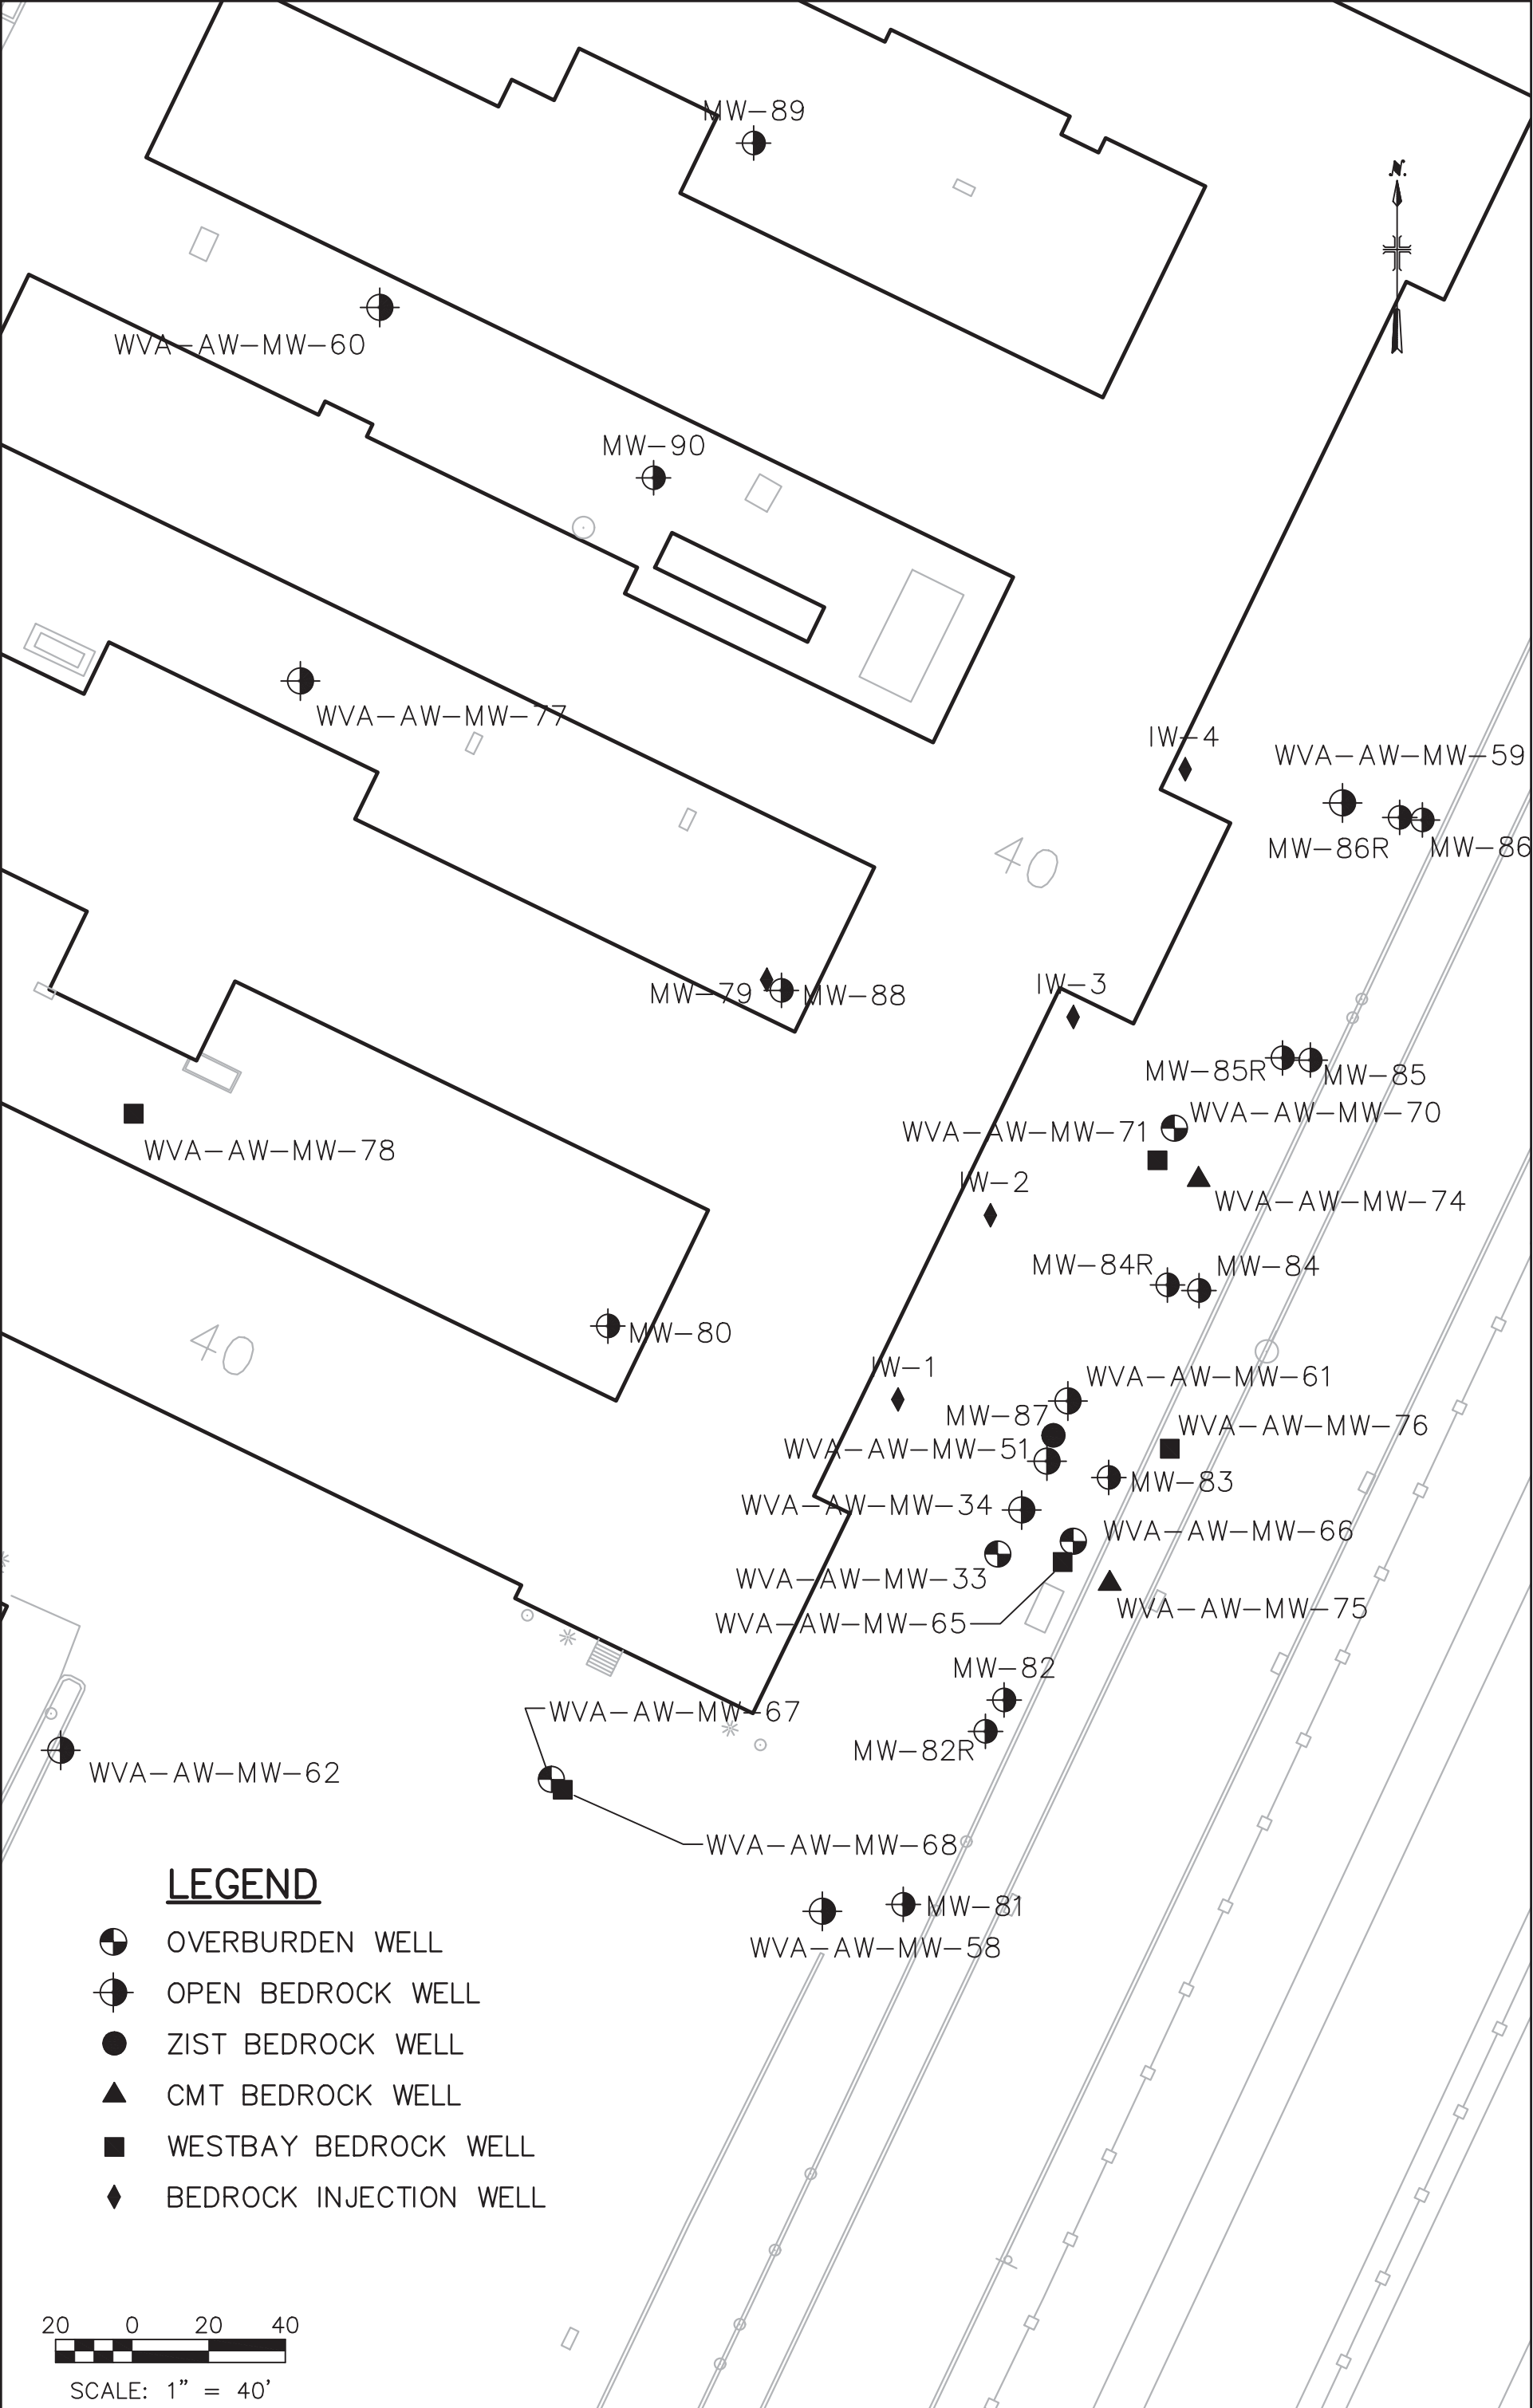 MW-89
N.
WVA-AW-MW-60
MW-90
WVA-AW-MW-77
IW-4
WVA-AW-MW-59
MW-86R
MW-86
40
IW-3
MW-79
MW-88
MW-85R
MW-85
WVA-AW-MW-70
WVA-AW-MW-71
WVA-AW-MW-78
IW-2
WVA-AW-MW-74
MW-84R
MW-84
MW-80
40
IW-1
WVA-AW-MW-61
MW-87
WVA-AW-MW-76
WVA-AW-MW-51
MW-83
WVA-AW-MW-34
WVA-AW-MW-66
WVA-AW-MW-33
WVA-AW-MW-75
WVA-AW-MW-65
MW-82
WVA-AW-MW-67
MW-82R
WVA-AW-MW-62
WVA-AW-MW-68
MW-81
WVA-AW-MW-58
LEGEND
OVERBURDEN WELL
OPEN BEDROCK WELL
ZIST BEDROCK WELL
CMT BEDROCK WELL
WESTBAY BEDROCK WELL
BEDROCK INJECTION WELL
20 0 20 40
SCALE: 1" = 40'